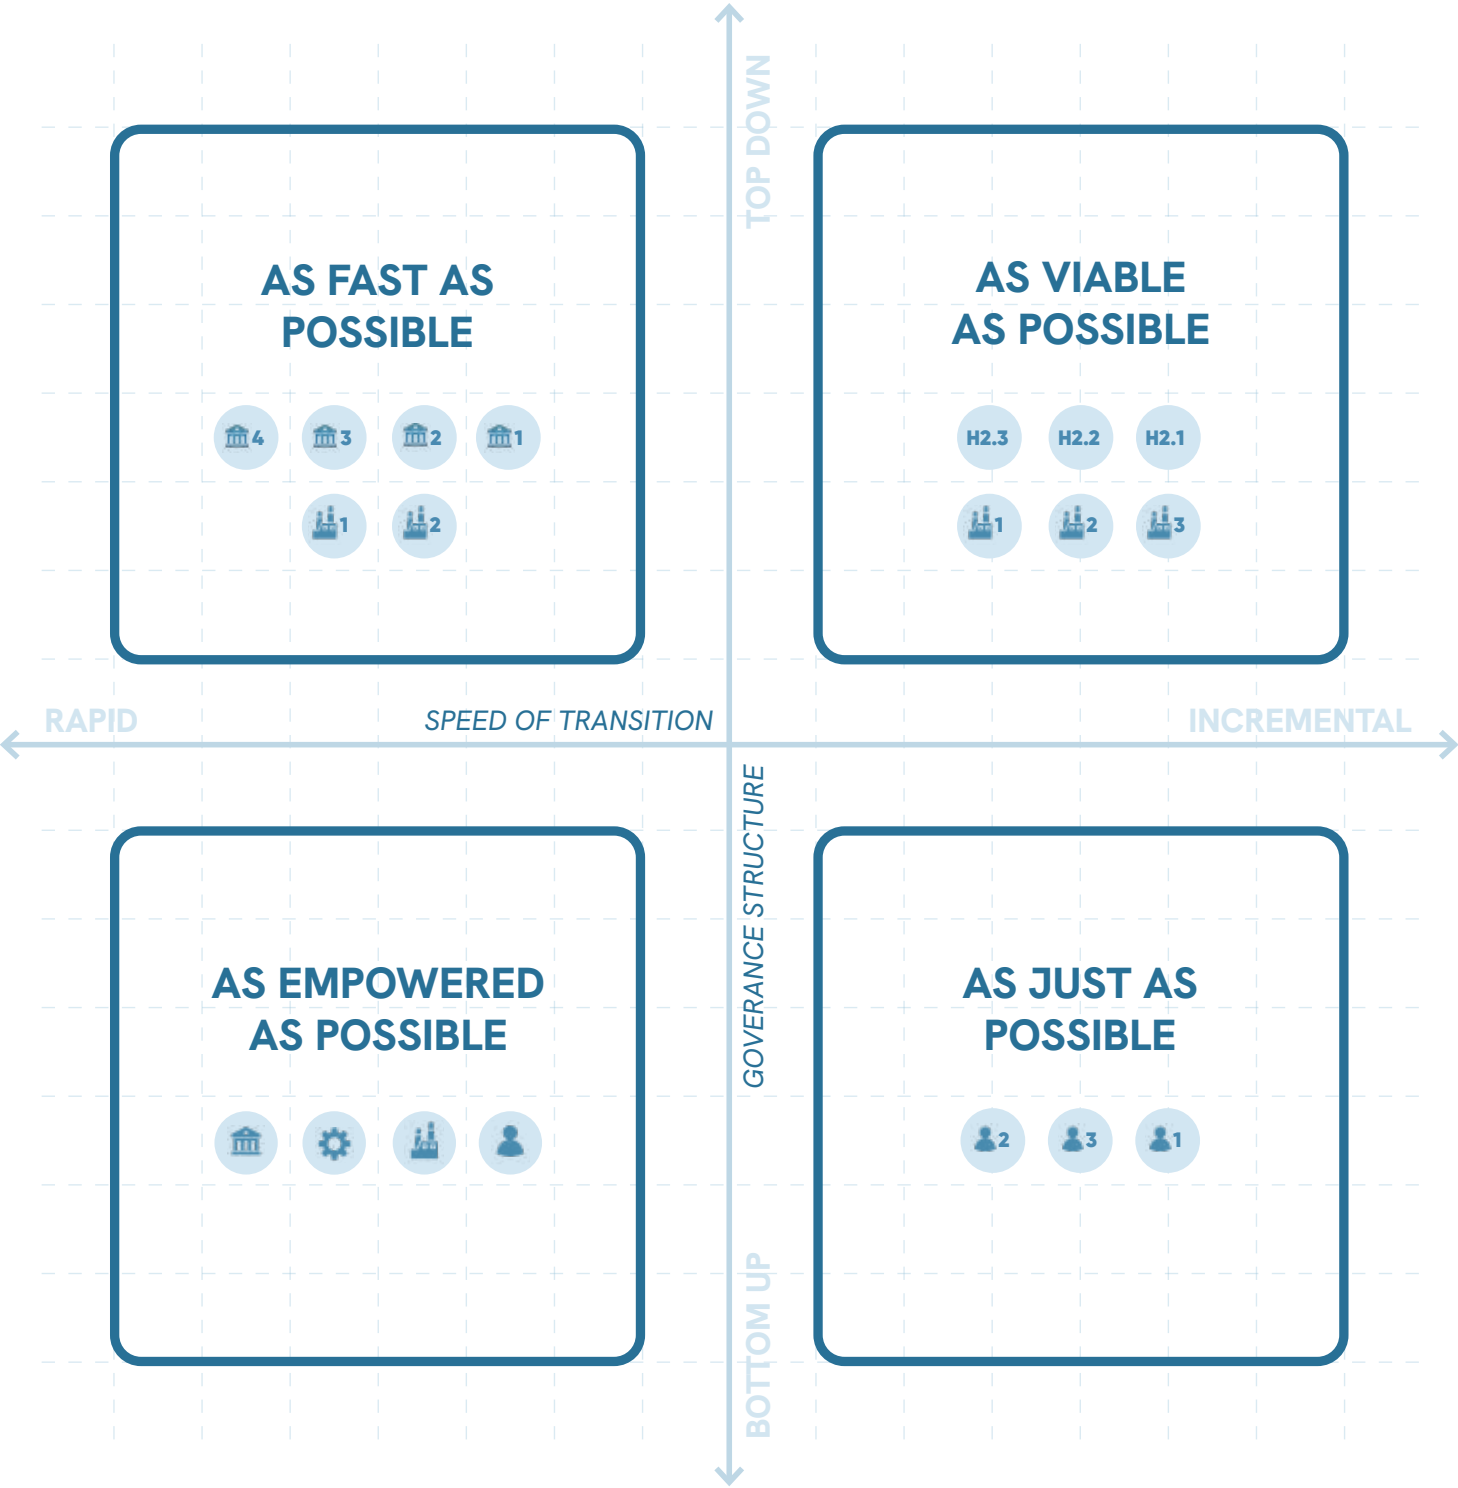 TOP DOWN
AS FAST AS
POSSIBLE
4
3
2
1
1
2
AS VIABLE
AS POSSIBLE
H2.3
H2.2
H2.1
1
2
3
RAPID
SPEED OF TRANSITION
INCREMENTAL
GOVERANCE STRUCTURE
AS EMPOWERED
AS POSSIBLE
AS JUST AS
POSSIBLE
2
3
1
BOTTOM UP